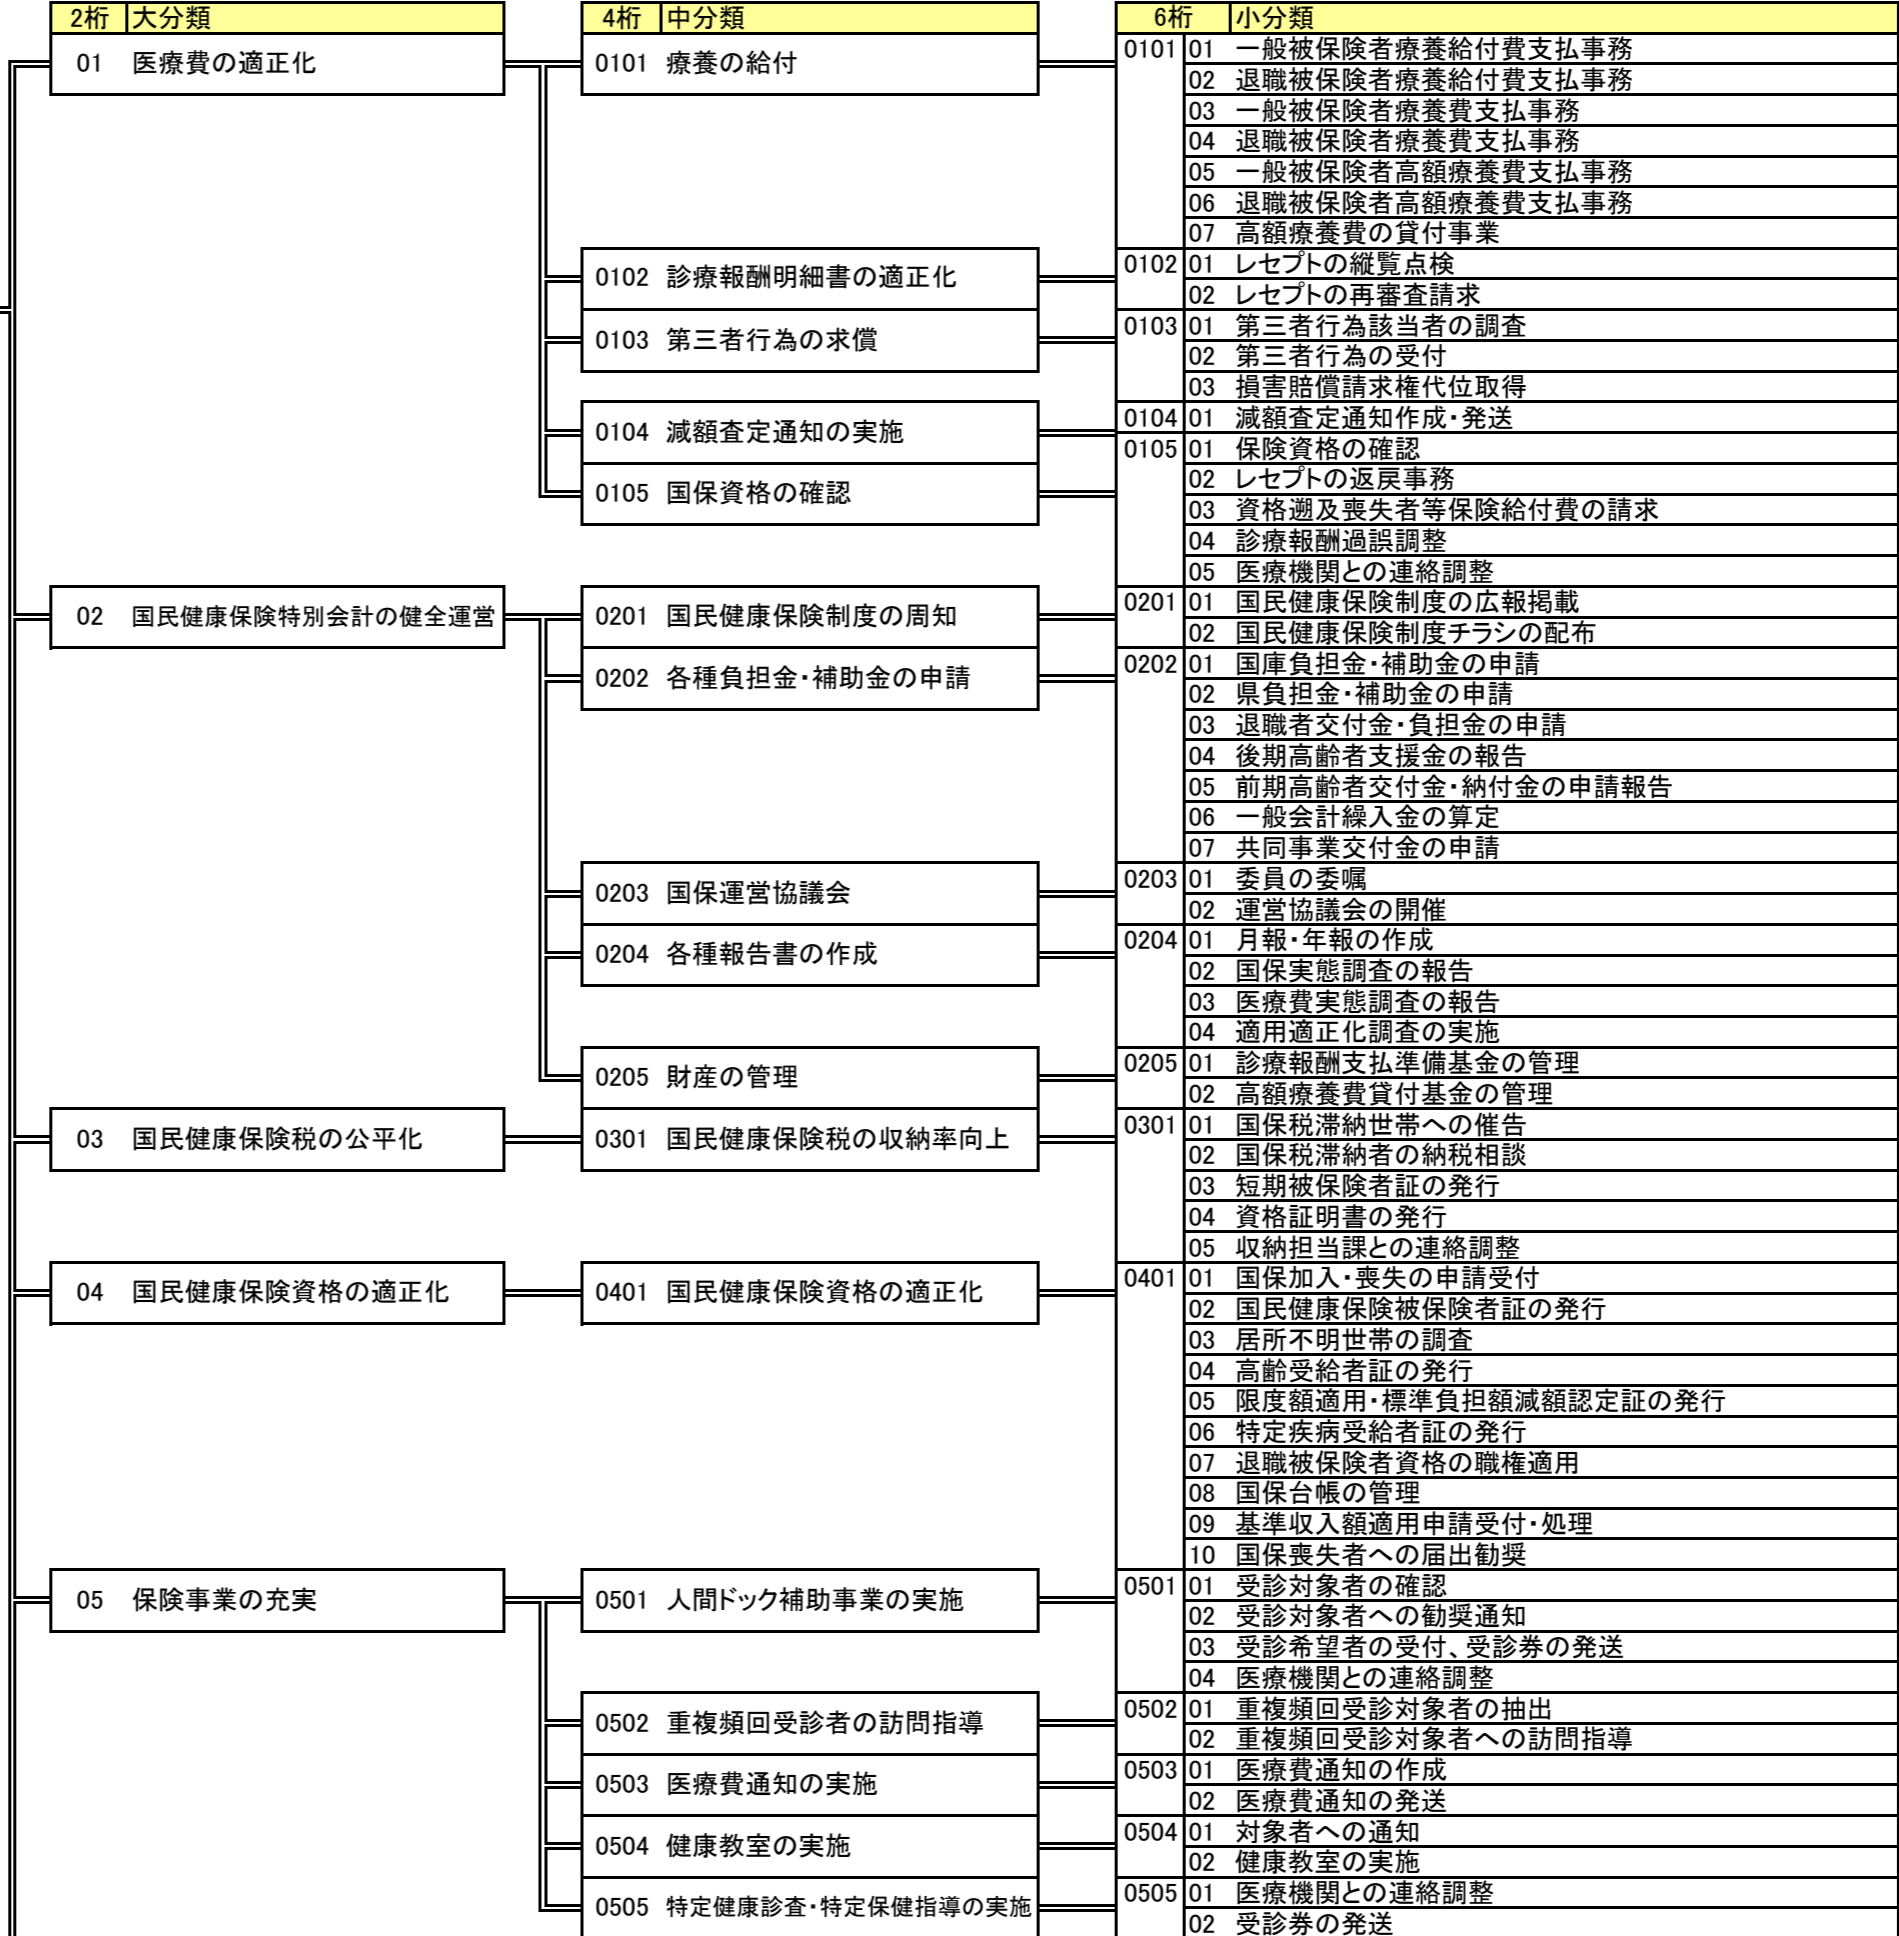 2桁 大分類 4桁 中分類 6桁 小分類
01 医療費の適正化 0101 療養の給付 0101 01 一般被保険者療養給付費支払事務
02 退職被保険者療養給付費支払事務
03 一般被保険者療養費支払事務
04 退職被保険者療養費支払事務
05 一般被保険者高額療養費支払事務
06 退職被保険者高額療養費支払事務
07 高額療養費の貸付事業
0102 診療報酬明細書の適正化 0102 01 レセプトの縦覧点検
02 レセプトの再審査請求
0103 第三者行為の求償 0103 01 第三者行為該当者の調査
02 第三者行為の受付
03 損害賠償請求権代位取得
0104 減額査定通知の実施 0104 01 減額査定通知作成・発送
0105 国保資格の確認 0105 01 保険資格の確認
02 レセプトの返戻事務
03 資格遡及喪失者等保険給付費の請求
04 診療報酬過誤調整
05 医療機関との連絡調整
02 国民健康保険特別会計の健全運営 0201 国民健康保険制度の周知 0201 01 国民健康保険制度の広報掲載
02 国民健康保険制度チラシの配布
0202 各種負担金・補助金の申請 0202 01 国庫負担金・補助金の申請
02 県負担金・補助金の申請
03 退職者交付金・負担金の申請
04 後期高齢者支援金の報告
05 前期高齢者交付金・納付金の申請報告
06 一般会計繰入金の算定
07 共同事業交付金の申請
0203 国保運営協議会 0203 01 委員の委嘱
02 運営協議会の開催
0204 各種報告書の作成 0204 01 月報・年報の作成
02 国保実態調査の報告
03 医療費実態調査の報告
04 適用適正化調査の実施
0205 財産の管理 0205 01 診療報酬支払準備基金の管理
02 高額療養費貸付基金の管理
03 国民健康保険税の公平化 0301 国民健康保険税の収納率向上 0301 01 国保税滞納世帯への催告
02 国保税滞納者の納税相談
03 短期被保険者証の発行
04 資格証明書の発行
05 収納担当課との連絡調整
04 国民健康保険資格の適正化 0401 国民健康保険資格の適正化 0401 01 国保加入・喪失の申請受付
02 国民健康保険被保険者証の発行
03 居所不明世帯の調査
04 高齢受給者証の発行
05 限度額適用・標準負担額減額認定証の発行
06 特定疾病受給者証の発行
07 退職被保険者資格の職権適用
08 国保台帳の管理
09 基準収入額適用申請受付・処理
10 国保喪失者への届出勧奨
05 保険事業の充実 0501 人間ドック補助事業の実施 0501 01 受診対象者の確認
02 受診対象者への勧奨通知
03 受診希望者の受付、受診券の発送
04 医療機関との連絡調整
0502 重複頻回受診者の訪問指導 0502 01 重複頻回受診対象者の抽出
02 重複頻回受診対象者への訪問指導
0503 医療費通知の実施 0503 01 医療費通知の作成
02 医療費通知の発送
0504 健康教室の実施 0504 01 対象者への通知
02 健康教室の実施
0505 特定健康診査・特定保健指導の実施 0505 01 医療機関との連絡調整
02 受診券の発送